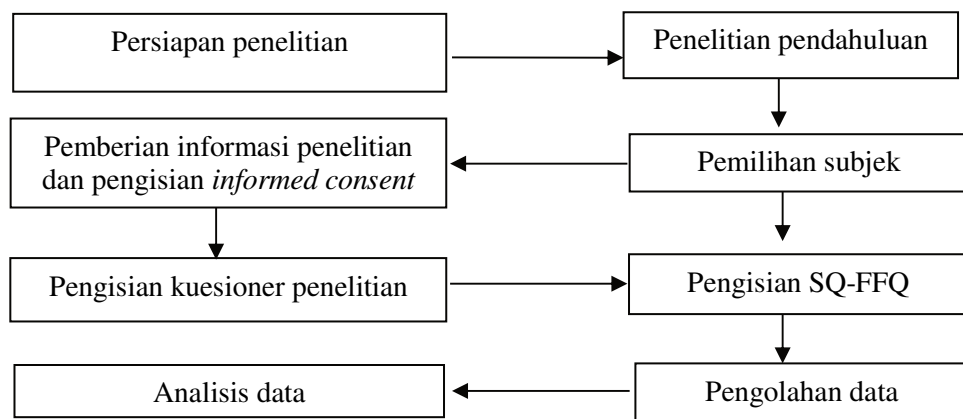 Persiapan penelitian
Penelitian pendahuluan
Pemberian informasi penelitian
dan pengisian informed consent
Pemilihan subjek
Pengisian kuesioner penelitian
Pengisian SQ-FFQ
Analisis data
Pengolahan data